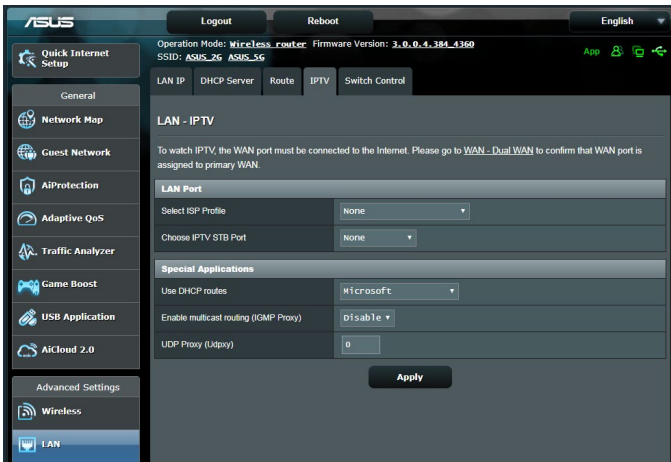 ASUS
Logout
Reboot
English
Quick Internet
Setup
Operation Mode: Wireless router Firmware Version: 3.0.0.4.384_4360
SSID: ASUS_2G ASUS_5G
App
LAN IP
DHCP Server
Route
IPTV
Switch Control
General
Network Map
Guest Network
AiProtection
Adaptive QoS
Traffic Analyzer
Game Boost
USB Application
AiCloud 2.0
Advanced Settings
Wireless
LAN
LAN - IPTV
To watch IPTV, the WAN port must be connected to the Internet. Please go to WAN - Dual WAN to confirm that WAN port is
assigned to primary WAN.
LAN Port
Select ISP Profile
None
Choose IPTV STB Port
None
Special Applications
Use DHCP routes
Microsoft
Enable multicast routing (IGMP Proxy)
Disable
UDP Proxy (Udpxy)
0
Apply